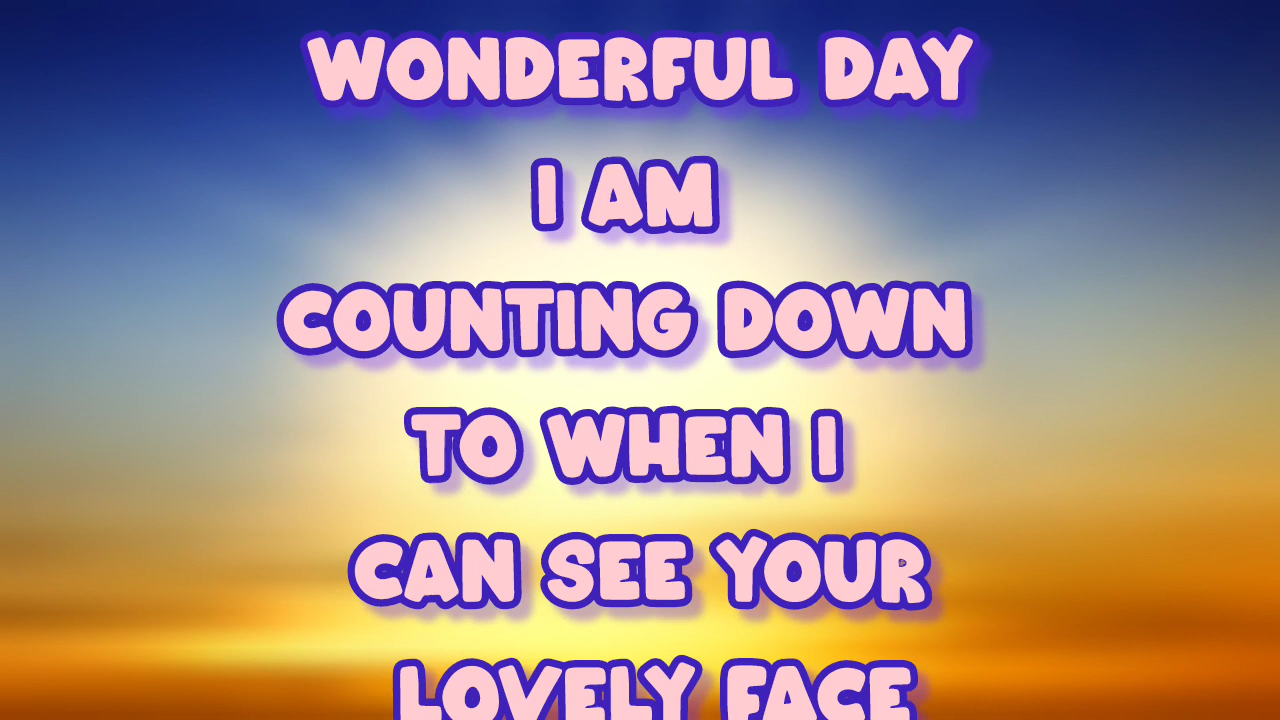 WONDERFUL DAY
I AM
COUNTING DOWN
TO WHEN I
CAN SEE YOUR
LOVELY FACE